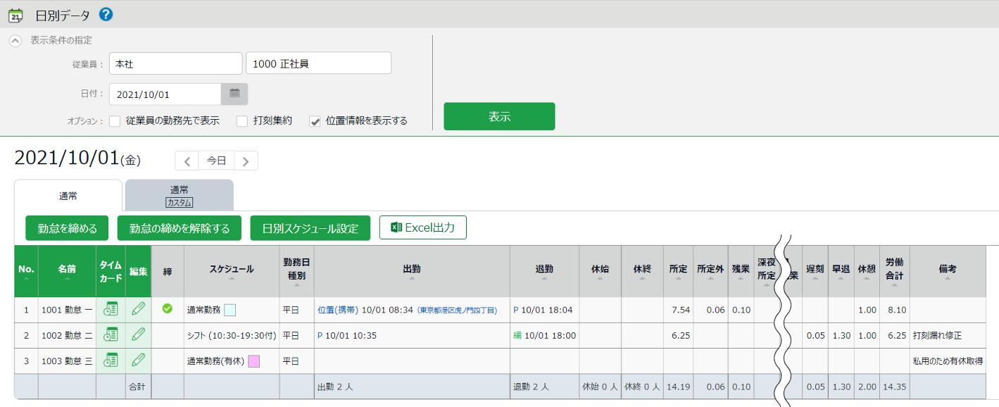 21 日別データ ?
表示条件の指定
従業員： 本社 1000 正社員
日付： 2021/10/01
オプション： 従業員の勤務先で表示 打刻集約 位置情報を表示する
表示
2021/10/01(金) 今日
通常 通常
カスタム
勤怠を締める 勤怠の締めを解除する 日別スケジュール設定 Excel出力
No. 名前 タイムカード 編集 締 スケジュール 勤務日種別 出勤 退勤 休始 休終 所定 所定外 残業 深夜所定 業 遅刻 早退 休憩 労働合計 備考
1 1001 勤怠 一 通常勤務 平日 位置(携帯) 10/01 08:34 (東京都港区虎ノ門四丁目) P 10/01 18:04 7.54 0.06 0.10 1.00 8.10
2 1002 勤怠 二 シフト (10:30-19:30付) 平日 P 10/01 10:35 編 10/01 18:00 6.25 0.05 1.30 1.00 6.25 打刻漏れ修正
3 1003 勤怠 三 通常勤務(有休) 平日 私用のため有休取得
合計 出勤 2 人 退勤 2 人 休始 0 人 休終 0 人 14.19 0.06 0.10 0.05 1.30 2.00 14.35